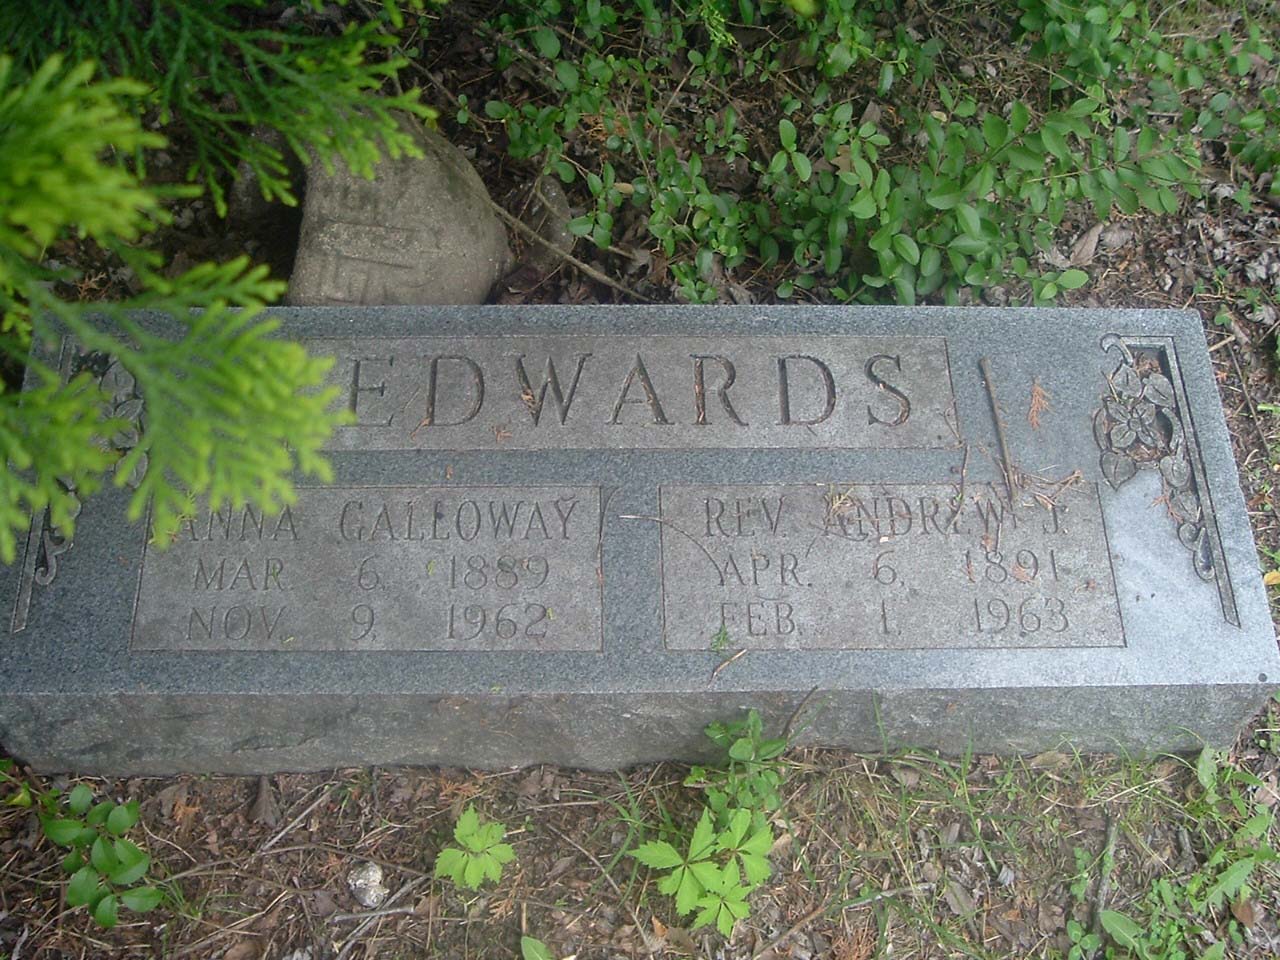 EDWARDS
ANNA GALLOWAY
MAR. 6, 1889
NOV. 9, 1962
REV. ANDREW J.
APR. 6, 1891
FEB. 1, 1963